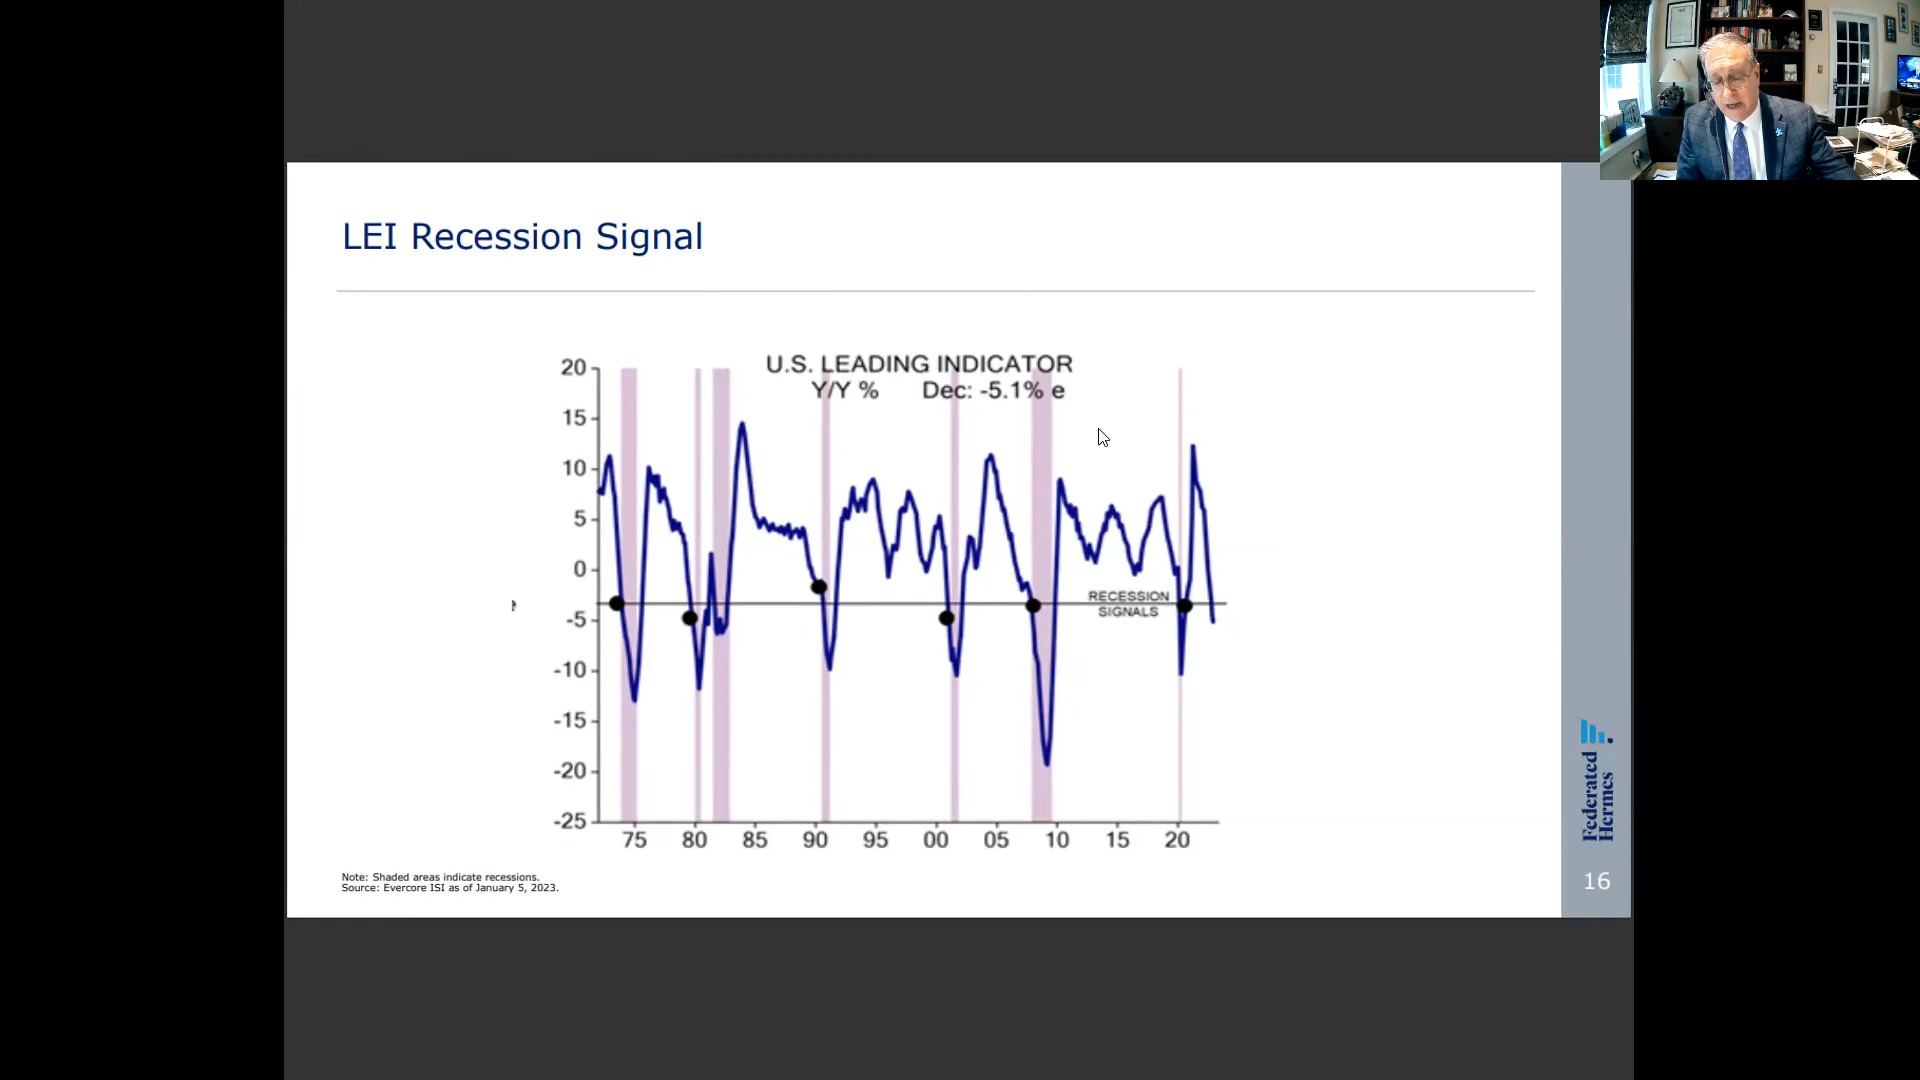 LEI Recession Signal
U.S. LEADING INDICATOR
Y/Y % Dec: -5.1% e
20
15
10
5
0
-5
-10
-15
-20
-25
RECESSION
SIGNALS
75 80 85 90 95 00 05 10 15 20
Note: Shaded areas indicate recessions.
Source: Evercore ISI as of January 5, 2023.
Federated
Hermes
16